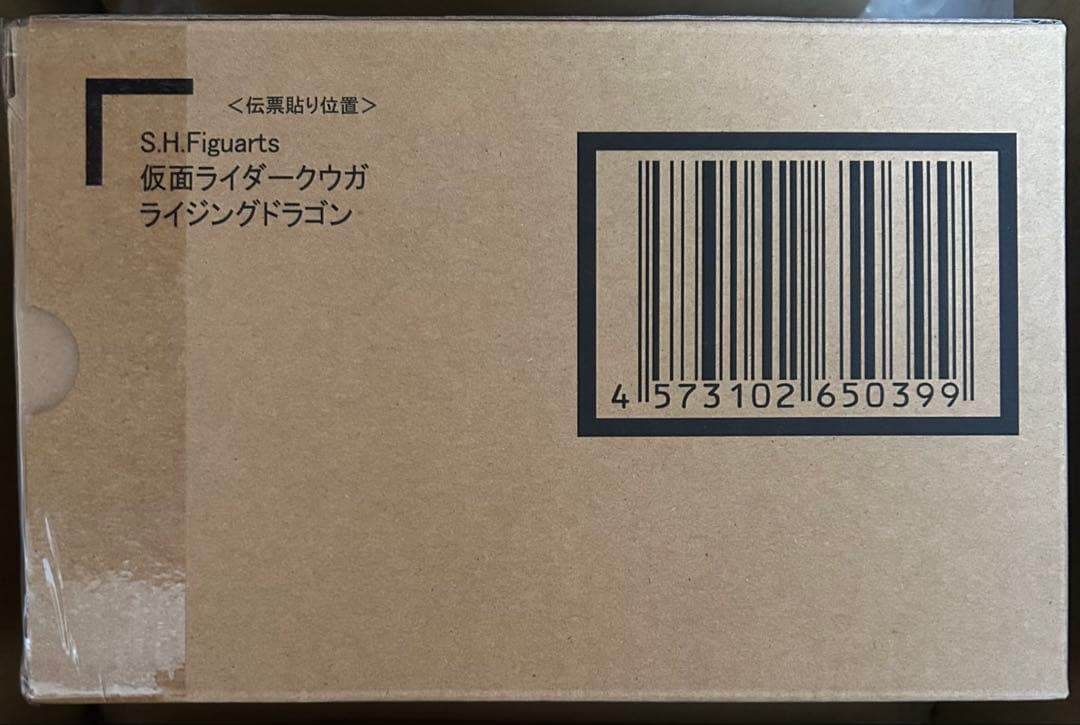 ＜伝票貼り位置＞
S.H.Figuarts
仮面ライダークウガ
ライジングドラゴン
4 573102 650399